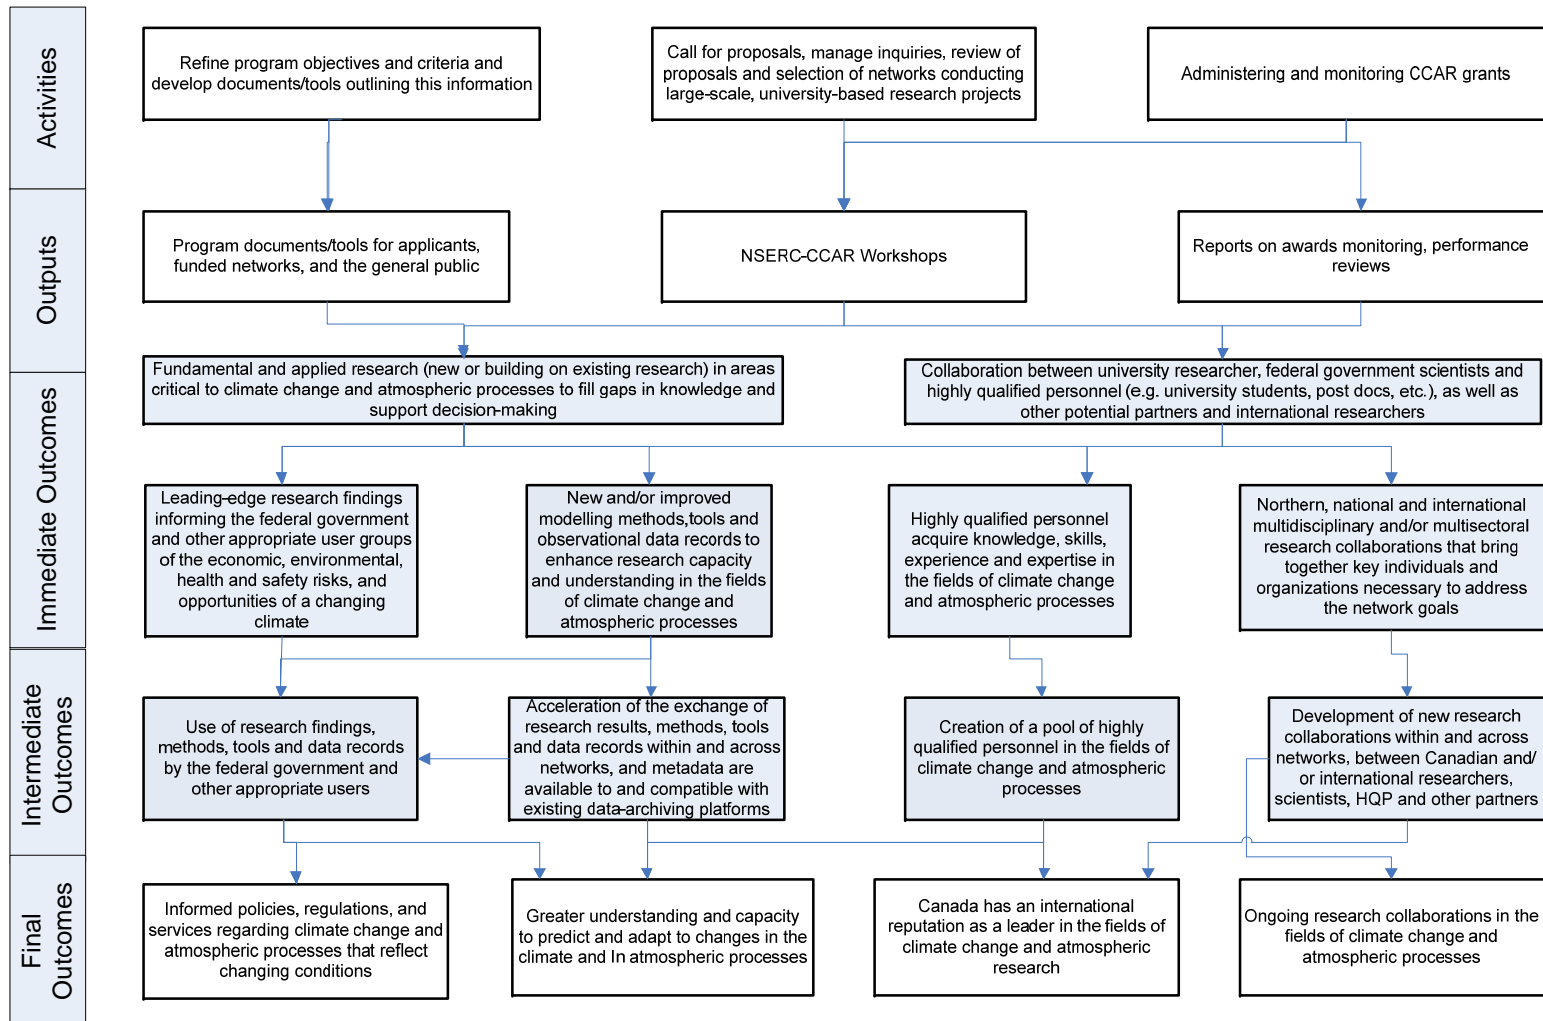 Activities
Refine program objectives and criteria and
develop documents/tools outlining this information
Call for proposals, manage inquiries, review of
proposals and selection of networks conducting
large-scale, university-based research projects
Administering and monitoring CCAR grants
Outputs
Program documents/tools for applicants,
funded networks, and the general public
NSERC-CCAR Workshops
Reports on awards monitoring, performance
reviews
Immediate Outcomes
Fundamental and applied research (new or building on existing research) in areas
critical to climate change and atmospheric processes to fill gaps in knowledge and
support decision-making
Collaboration between university researcher, federal government scientists and
highly qualified personnel (e.g. university students, post docs, etc.), as well as
other potential partners and international researchers
Leading-edge research findings
informing the federal government
and other appropriate user groups
of the economic, environmental,
health and safety risks, and
opportunities of a changing
climate
New and/or improved
modelling methods,tools and
observational data records to
enhance research capacity
and understanding in the fields
of climate change and
atmospheric processes
Highly qualified personnel
acquire knowledge, skills,
experience and expertise in
the fields of climate change
and atmospheric processes
Northern, national and international
multidisciplinary and/or multisectoral
research collaborations that bring
together key individuals and
organizations necessary to address
the network goals
Intermediate
Outcomes
Use of research findings,
methods, tools and data records
by the federal government and
other appropriate users
Acceleration of the exchange of
research results, methods, tools
and data records within and across
networks, and metadata are
available to and compatible with
existing data-archiving platforms
Creation of a pool of highly
qualified personnel in the fields of
climate change and atmospheric
processes
Development of new research
collaborations within and across
networks, between Canadian and/
or international researchers,
scientists, HQP and other partners
Final
Outcomes
Informed policies, regulations, and
services regarding climate change and
atmospheric processes that reflect
changing conditions
Greater understanding and capacity
to predict and adapt to changes in the
climate and In atmospheric processes
Canada has an international
reputation as a leader in the fields of
climate change and atmospheric
research
Ongoing research collaborations in the
fields of climate change and
atmospheric processes